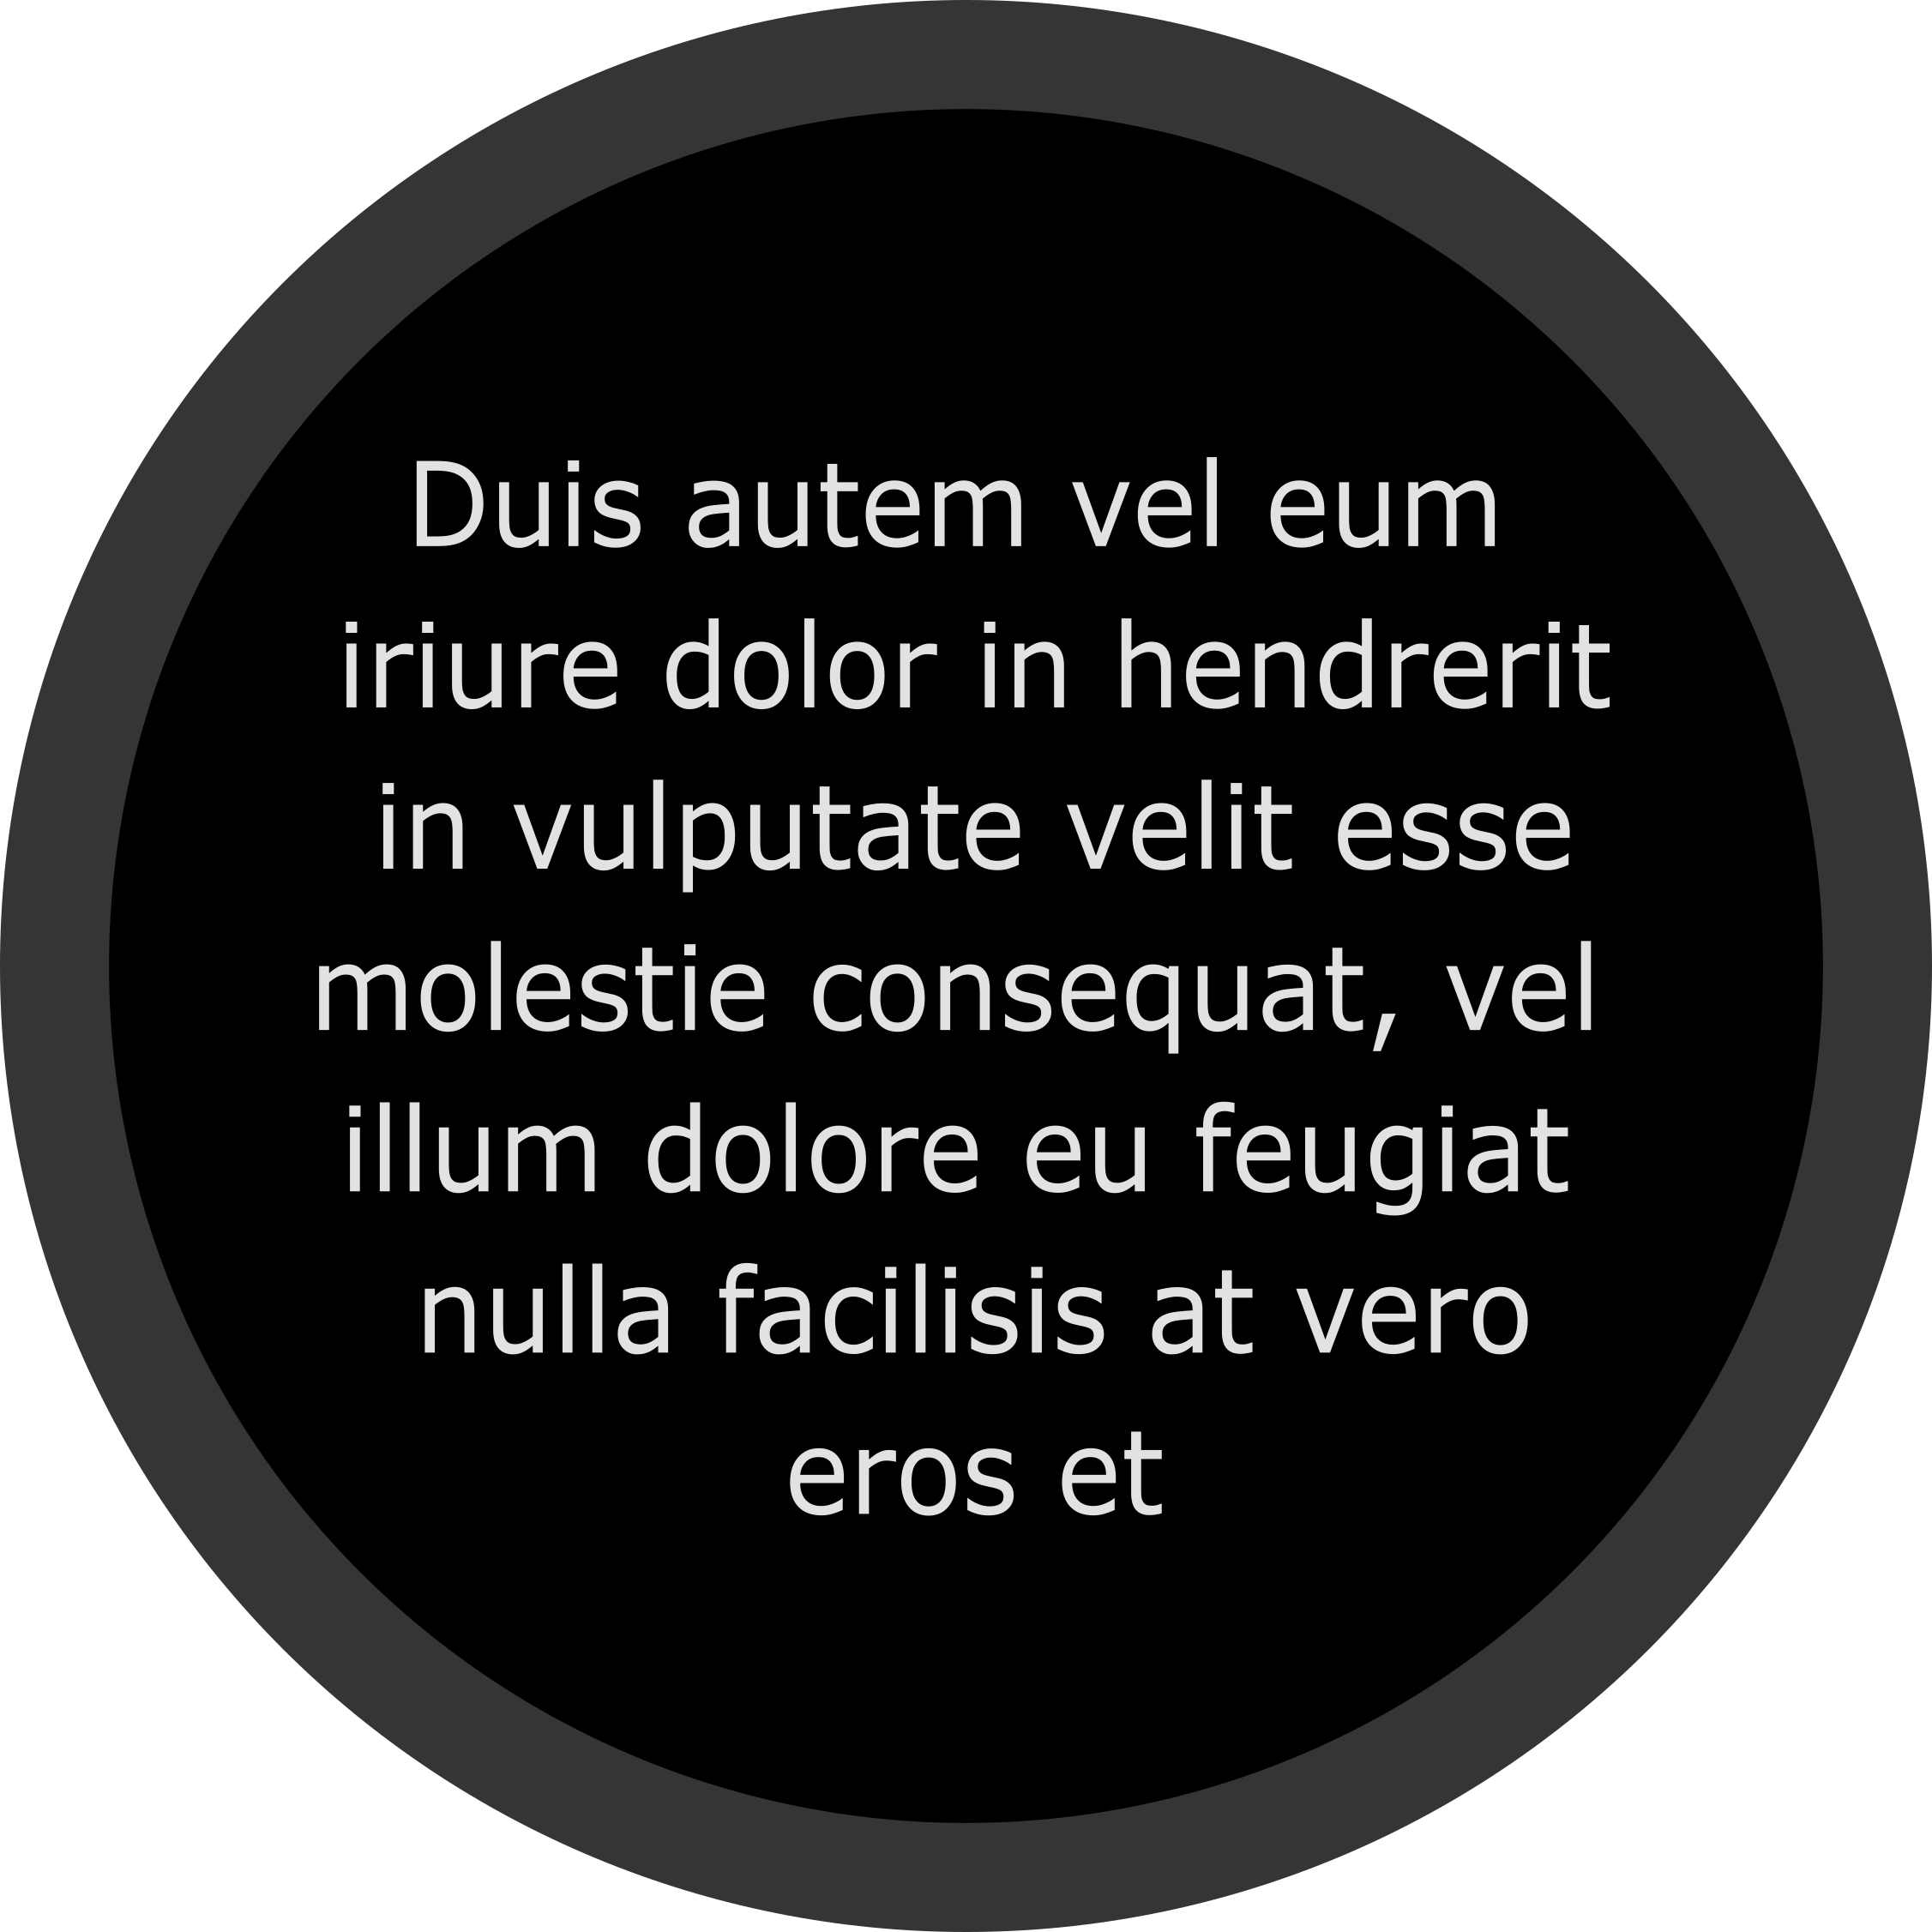 Duis autem vel eum
iriure dolor in hendrerit
in vulputate velit esse
molestie consequat, vel
illum dolore eu feugiat
nulla facilisis at vero
eros et